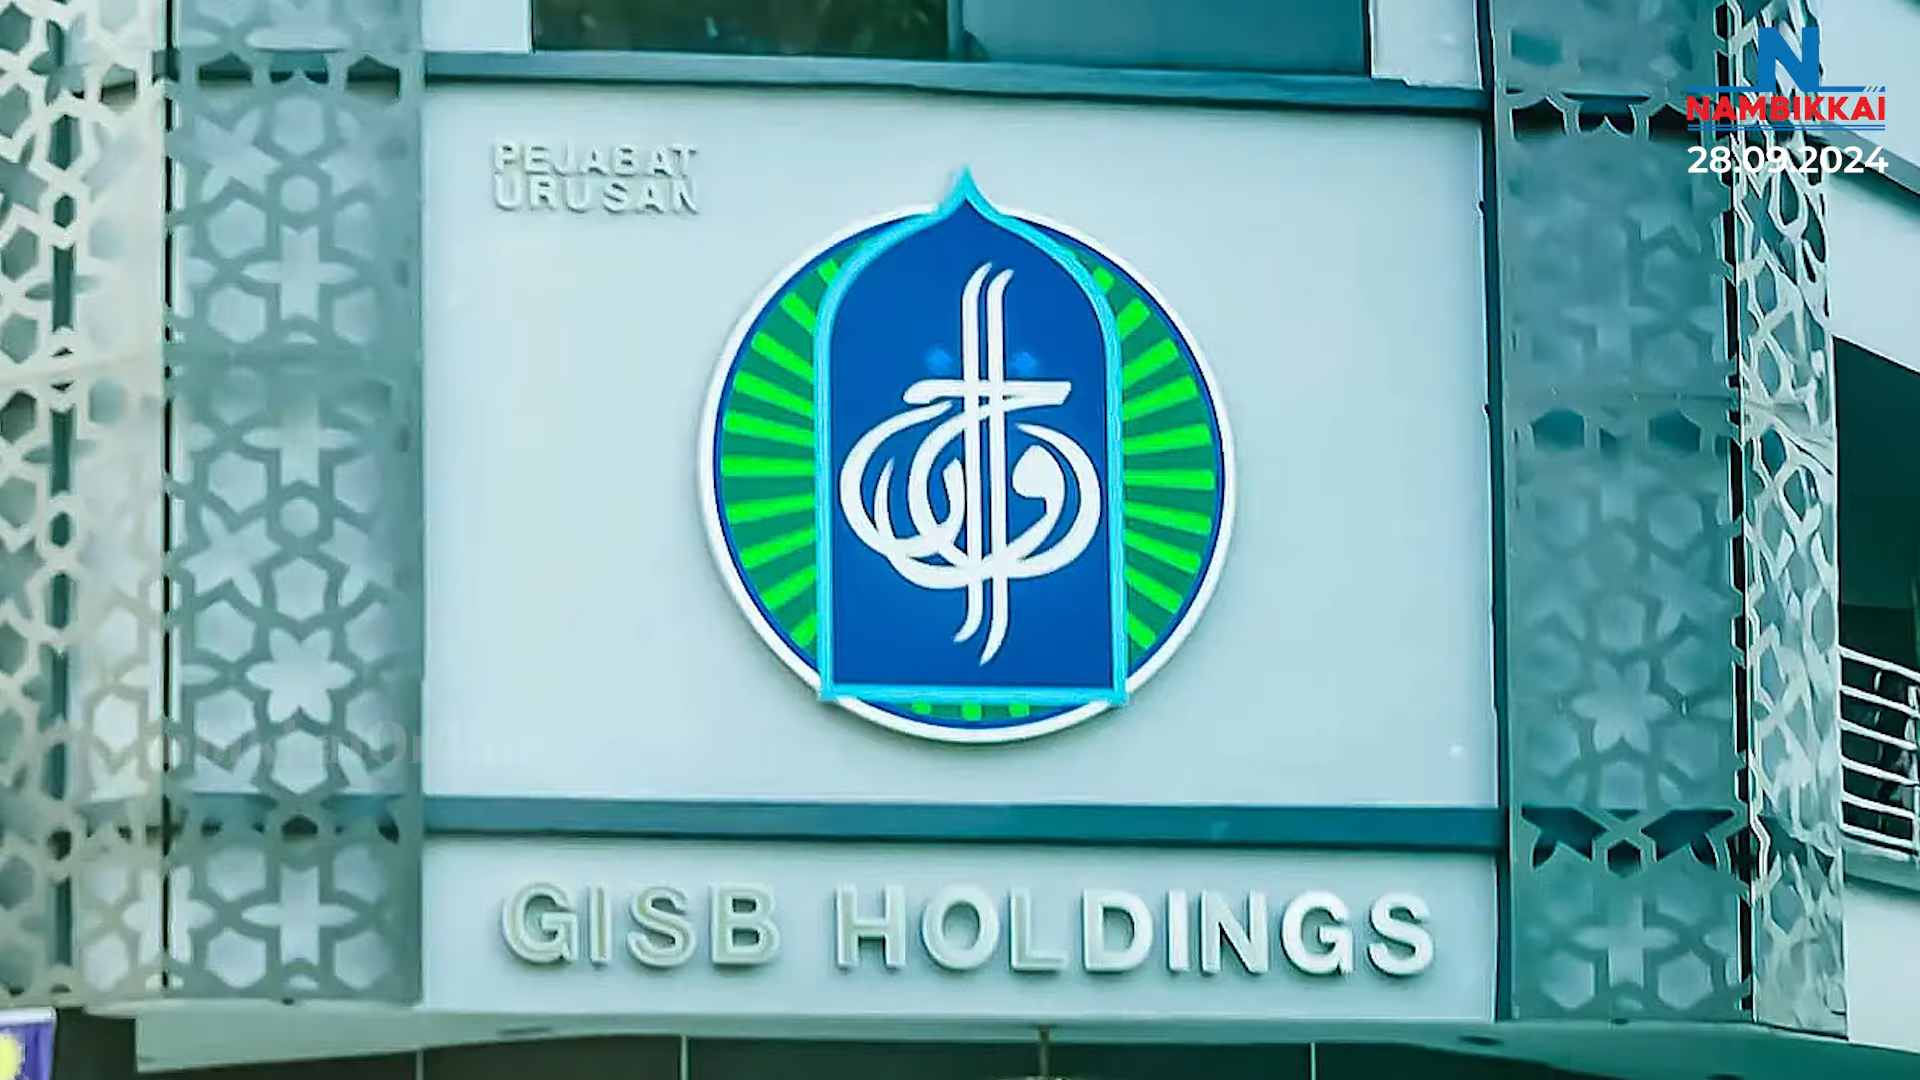 N
NAMBIKKAI
28.09.2024
PEJABAT
URUSAN
GISB HOLDINGS